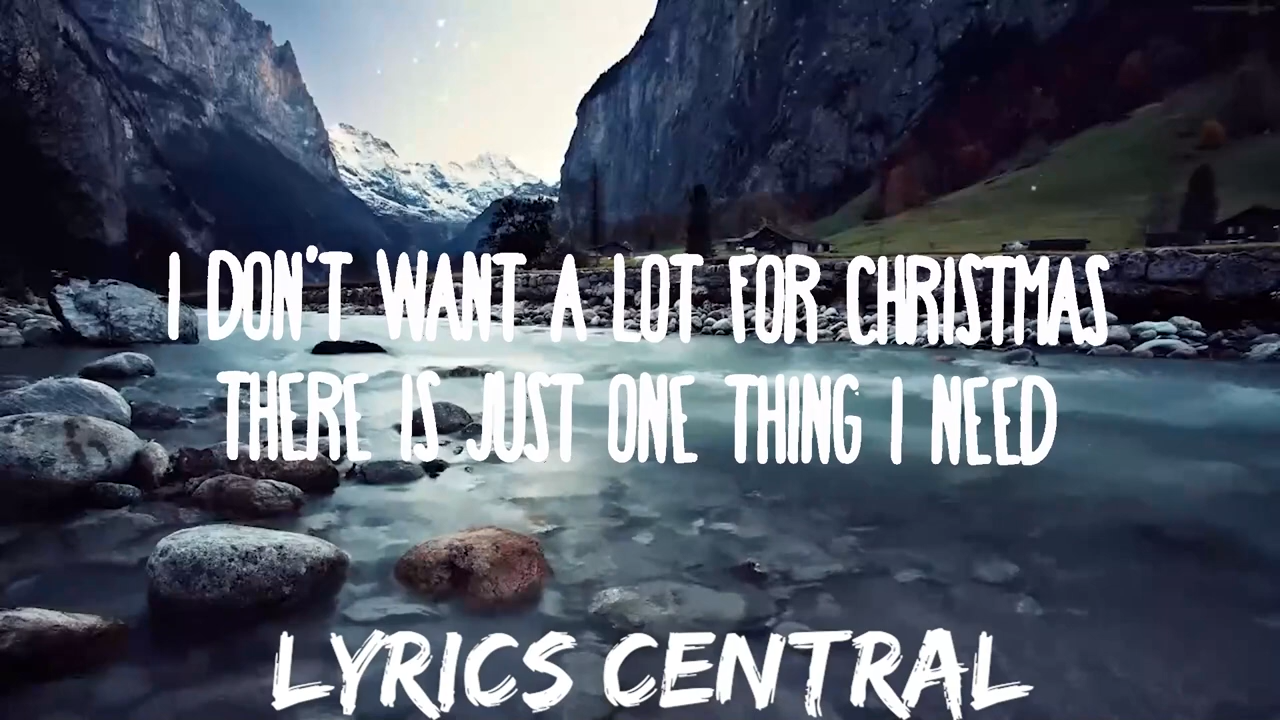 I DON'T WANT A LOT FOR CHRISTMAS
THERE IS JUST ONE THING I NEED
LYRICS CENTRAL